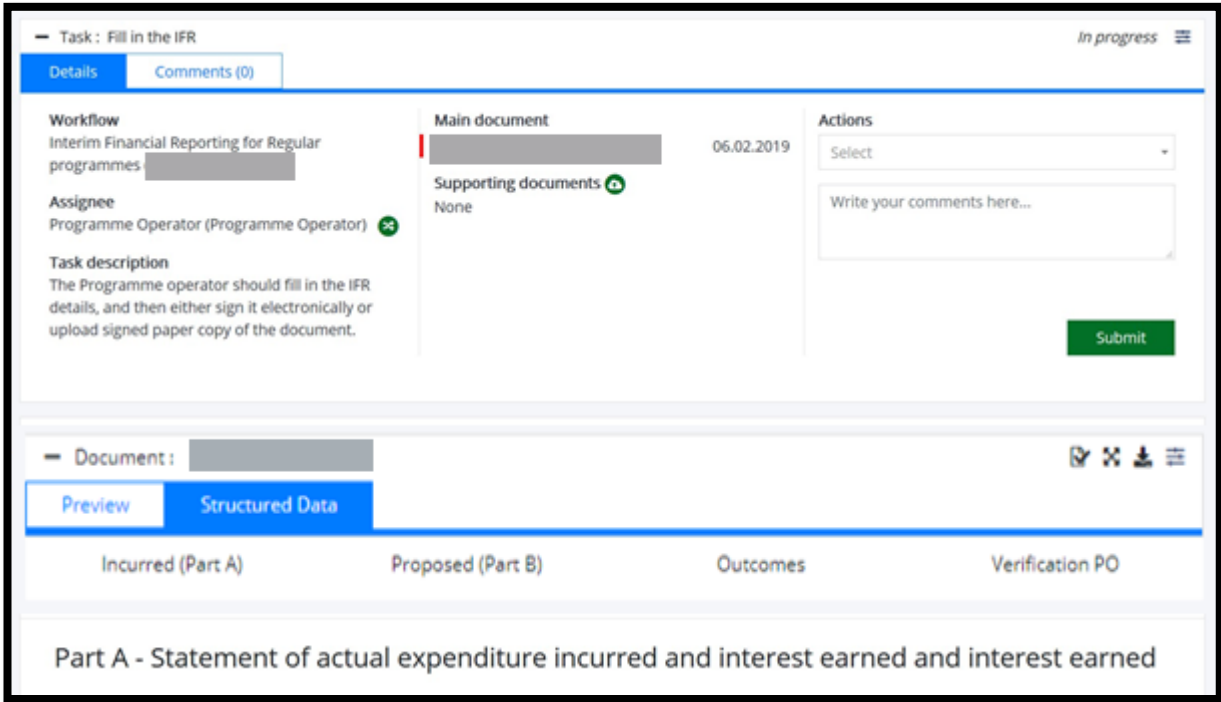 Task : Fill in the IFR
In progress
Details
Comments (0)
Workflow
Interim Financial Reporting for Regular
programmes
Assignee
Programme Operator (Programme Operator)
Task description
The Programme operator should fill in the IFR
details, and then either sign it electronically or
upload signed paper copy of the document.
Main document
06.02.2019
Supporting documents
None
Actions
Select
Write your comments here...
Submit
Document :
Preview
Structured Data
Incurred (Part A)
Proposed (Part B)
Outcomes
Verification PO
Part A - Statement of actual expenditure incurred and interest earned and interest earned